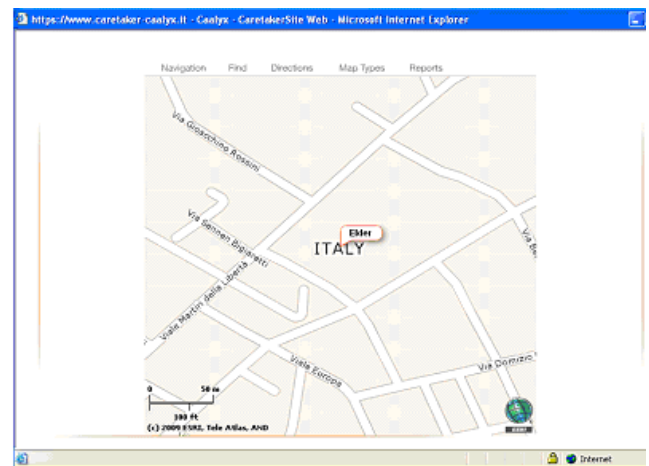 https://www.caretaker-caalyx.it - Caalyx - CaretakerSite Web - Microsoft Internet Explorer
Navigation Find Directions Map Types Reports
Via Gioacchino Rossini
Via Sennen Bigiaretti
Elder
ITALY
Viale Martiri della Libertà
Viale Europa
Via Domizio
0 50 m
300 ft
(c) 2009 ESRI, Tele Atlas, AND
Internet